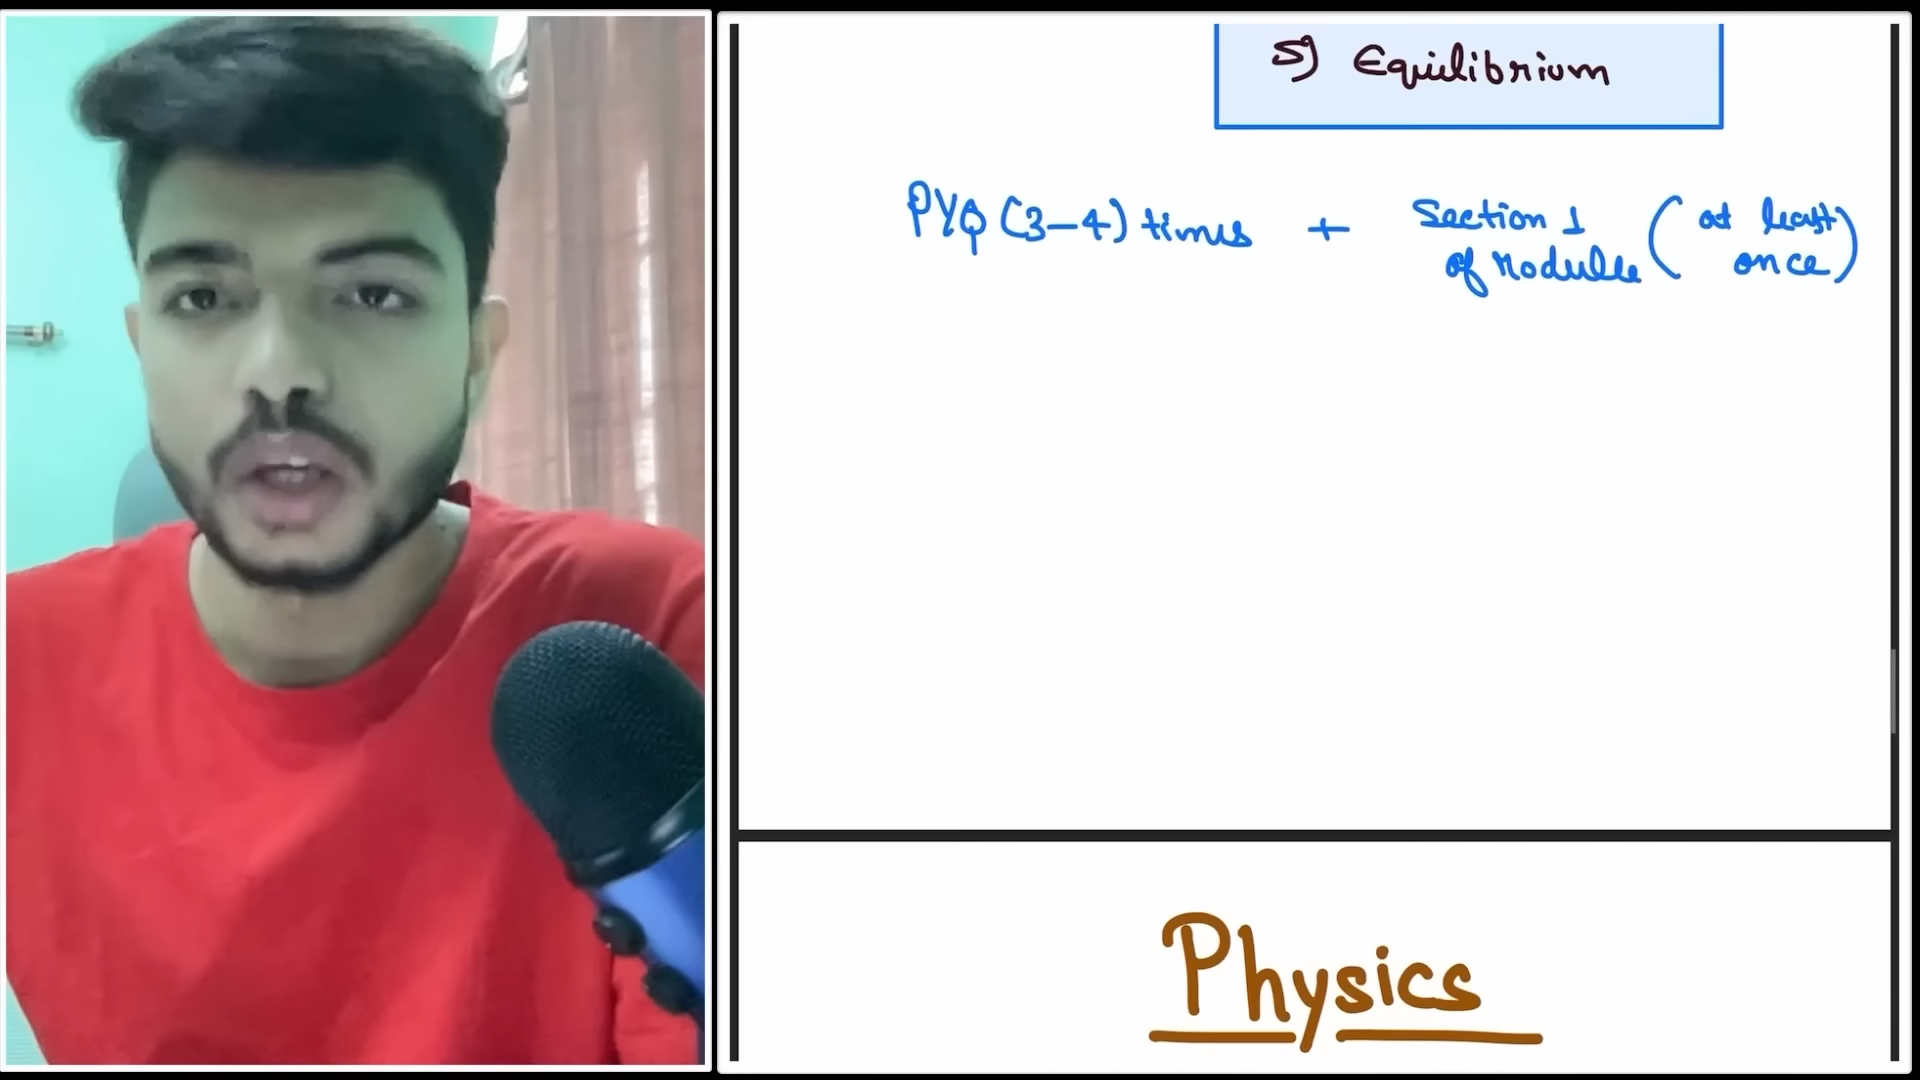 5) Equilibrium
PYQ (3-4) times + Section 1 of Module (at least once)
Physics